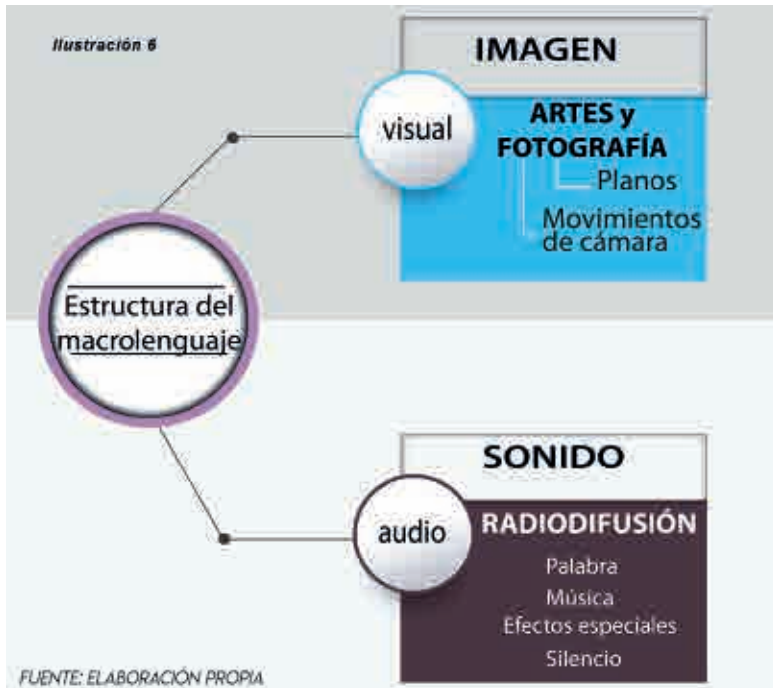 Ilustración 6
IMAGEN
visual
ARTES y
FOTOGRAFÍA
Planos
Movimientos
de cámara
Estructura del
macrolenguaje
SONIDO
audio
RADIODIFUSIÓN
Palabra
Música
Efectos especiales
Silencio
FUENTE: ELABORACIÓN PROPIA